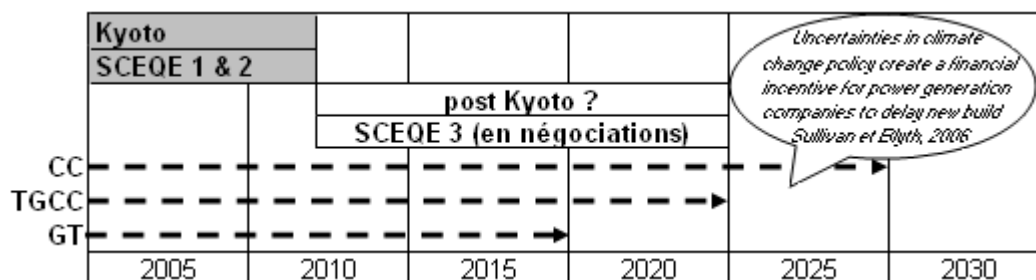 Kyoto
SCEQE 1 & 2
Uncertainties in climate
change policy create a financial
incentive for power generation
companies to delay new build
Sullivan et Blyth, 2006
post Kyoto ?
SCEQE 3 (en négociations)
CC
TGCC
GT
2005 2010 2015 2020 2025 2030